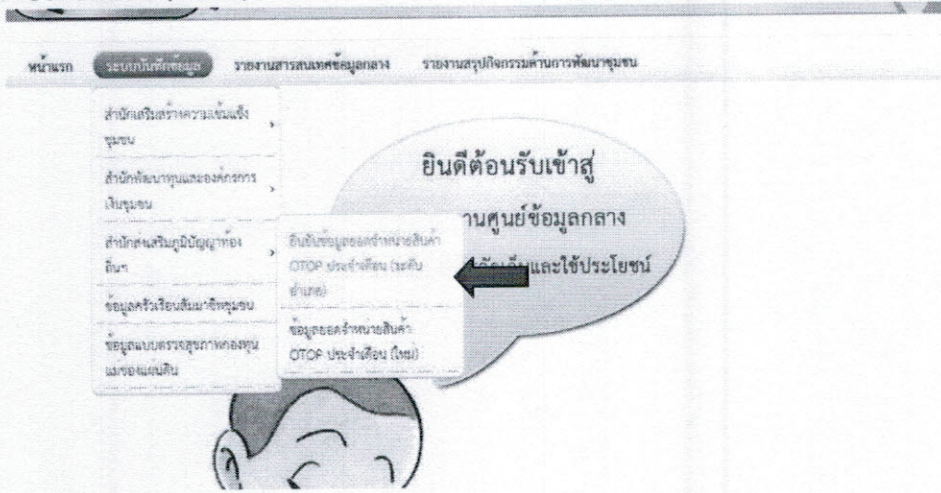 หน้าแรก ระบบบันทึกข้อมูล รายงานสารสนเทศข้อมูลกลาง รายงานสรุปกิจกรรมด้านการพัฒนาชุมชน
สำนักเสริมสร้างความเข้มแข็ง
ชุมชน
สำนักพัฒนาทุนและองค์กรการ
เงินชุมชน
สำนักส่งเสริมภูมิปัญญาท้อง
ถิ่นฯ
ข้อมูลครัวเรือนสัมมาชีพชุมชน
ข้อมูลแบบตรวจสุขภาพกองทุน
แม่ของแผ่นดิน
ยืนยันข้อมูลยอดจำหน่ายสินค้า
OTOP ประจำเดือน (ระดับ
อำเภอ)
ข้อมูลยอดจำหน่ายสินค้า
OTOP ประจำเดือน (ใหม่)
ยินดีต้อนรับเข้าสู่
านศูนย์ข้อมูลกลาง
จัดเก็บและใช้ประโยชน์